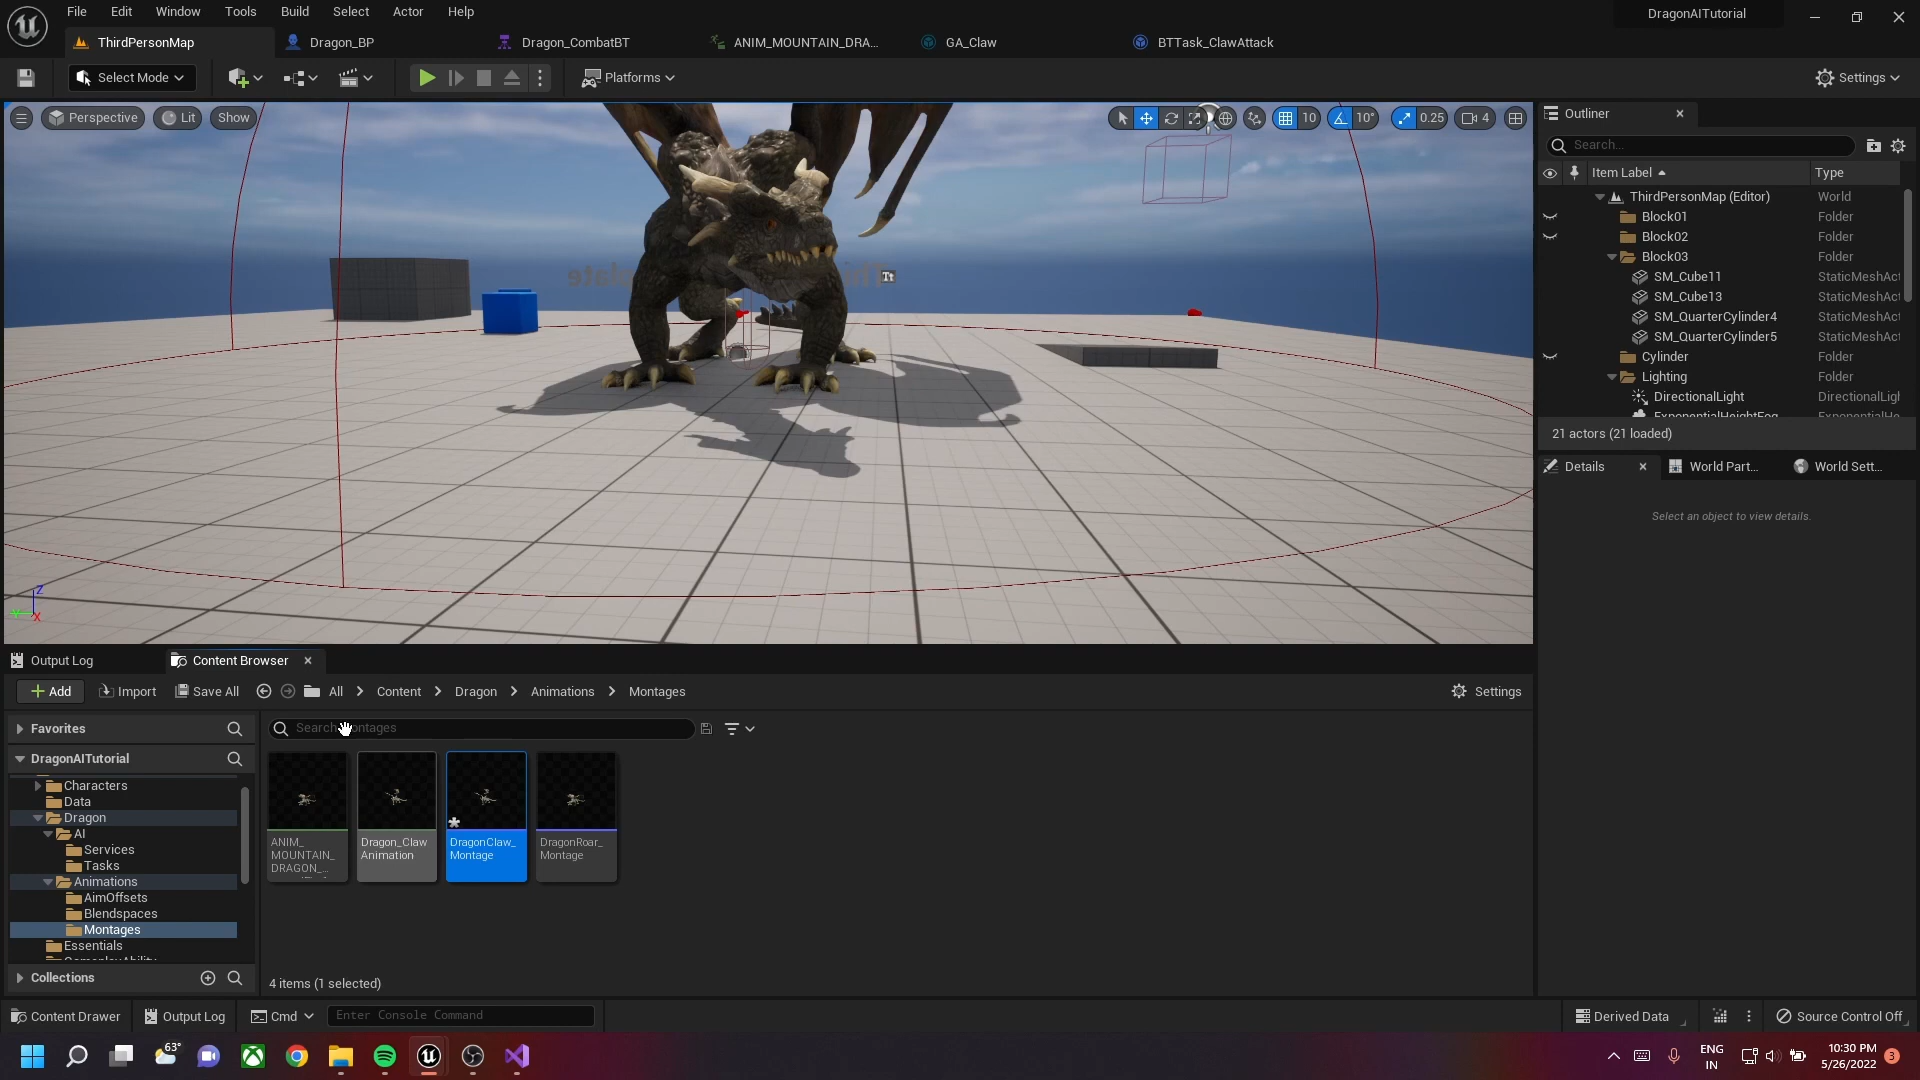 File Edit Window Tools Build Select Actor Help
DragonAITutorial
ThirdPersonMap
Dragon_BP
Dragon_CombatBT
ANIM_MOUNTAIN_DRA...
GA_Claw
BTTask_ClawAttack
Select Mode
Platforms
Settings
Perspective
Lit
Show
10
10°
0.25
4
Tt
Z
X
Outliner
Search...
Item Label
Type
ThirdPersonMap (Editor) World
Block01 Folder
Block02 Folder
Block03 Folder
SM_Cube11 StaticMeshAct
SM_Cube13 StaticMeshAct
SM_QuarterCylinder4 StaticMeshAct
SM_QuarterCylinder5 StaticMeshAct
Cylinder Folder
Lighting Folder
DirectionalLight DirectionalLigh
ExponentialHeightFog ExponentialHe
21 actors (21 loaded)
Details
World Part...
World Sett...
Select an object to view details.
Output Log
Content Browser
Add
Import
Save All
All > Content > Dragon > Animations > Montages
Settings
Favorites
DragonAITutorial
Characters
Data
Dragon
AI
Services
Tasks
Animations
AimOffsets
Blendspaces
Montages
Essentials
Collections
ANIM_
MOUNTAIN_
DRAGON_...
Dragon_Claw
Animation
DragonClaw_
Montage
DragonRoar_
Montage
4 items (1 selected)
Content Drawer
Output Log
Cmd
Enter Console Command
Derived Data
Source Control Off
63°
ENG
IN
10:30 PM
5/26/2022
3